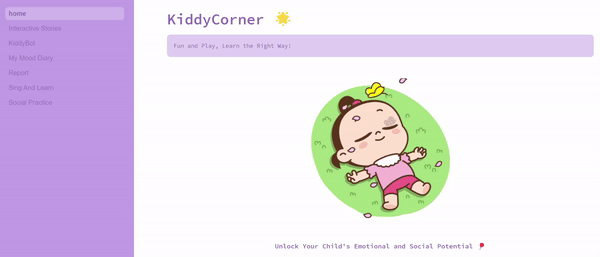 home
Interactive Stories
KiddyBot
My Mood Diary
Report
Sing And Learn
Social Practice
KiddyCorner
Fun and Play, Learn the Right Way!
Unlock Your Child's Emotional and Social Potential